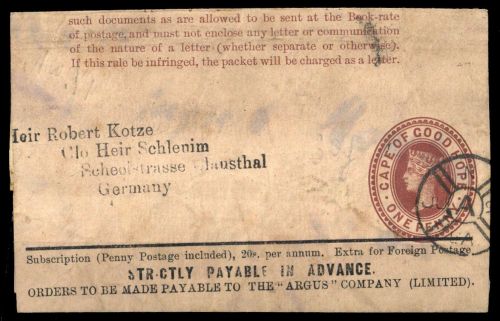 such documents as are allowed to be sent at the Book-rate
of postage, and must not enclose any letter or communication
of the nature of a letter (whether separate or otherwise).
If this rule be infringed, the packet will be charged as a letter.
Heir Robert Kotze
C/o Heir Schlenim
Scheolstrasse Clausthal
Germany
CAPE OF GOOD HOPE
ONE PENNY
Subscription (Penny Postage included), 20s. per annum. Extra for Foreign Postage
STRICTLY PAYABLE IN ADVANCE.
ORDERS TO BE MADE PAYABLE TO THE "ARGUS" COMPANY (LIMITED).